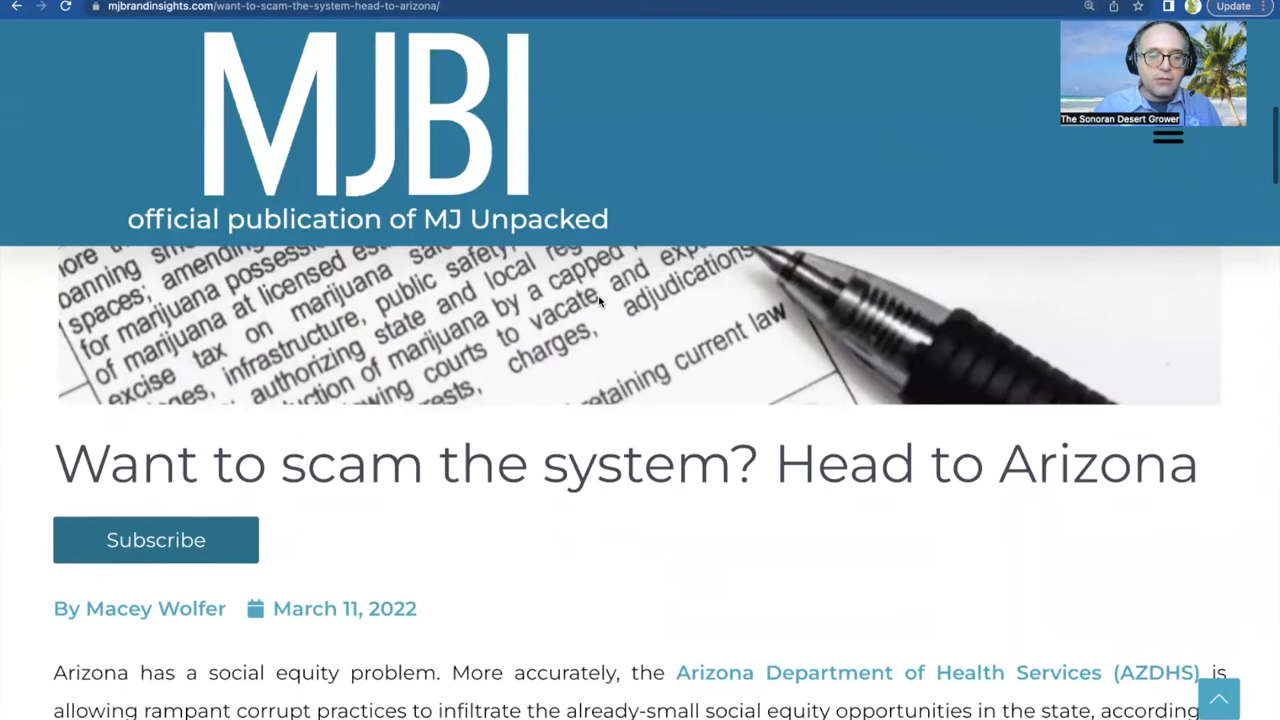 mjbrandinsights.com/want-to-scam-the-system-head-to-arizona/
Update
MJBI
official publication of MJ Unpacked
The Sonoran Desert Grower
spaces; amending
for marijuana possess
of marijuana at licensed
excise tax on marijuana
infrastructure, public safety,
authorizing state and local
of marijuana by a capped
courts to vacate and
charges, adjudications
retaining current law
Want to scam the system? Head to Arizona
Subscribe
By Macey Wolfer March 11, 2022
Arizona has a social equity problem. More accurately, the Arizona Department of Health Services (AZDHS) is
allowing rampant corrupt practices to infiltrate the already-small social equity opportunities in the state, according